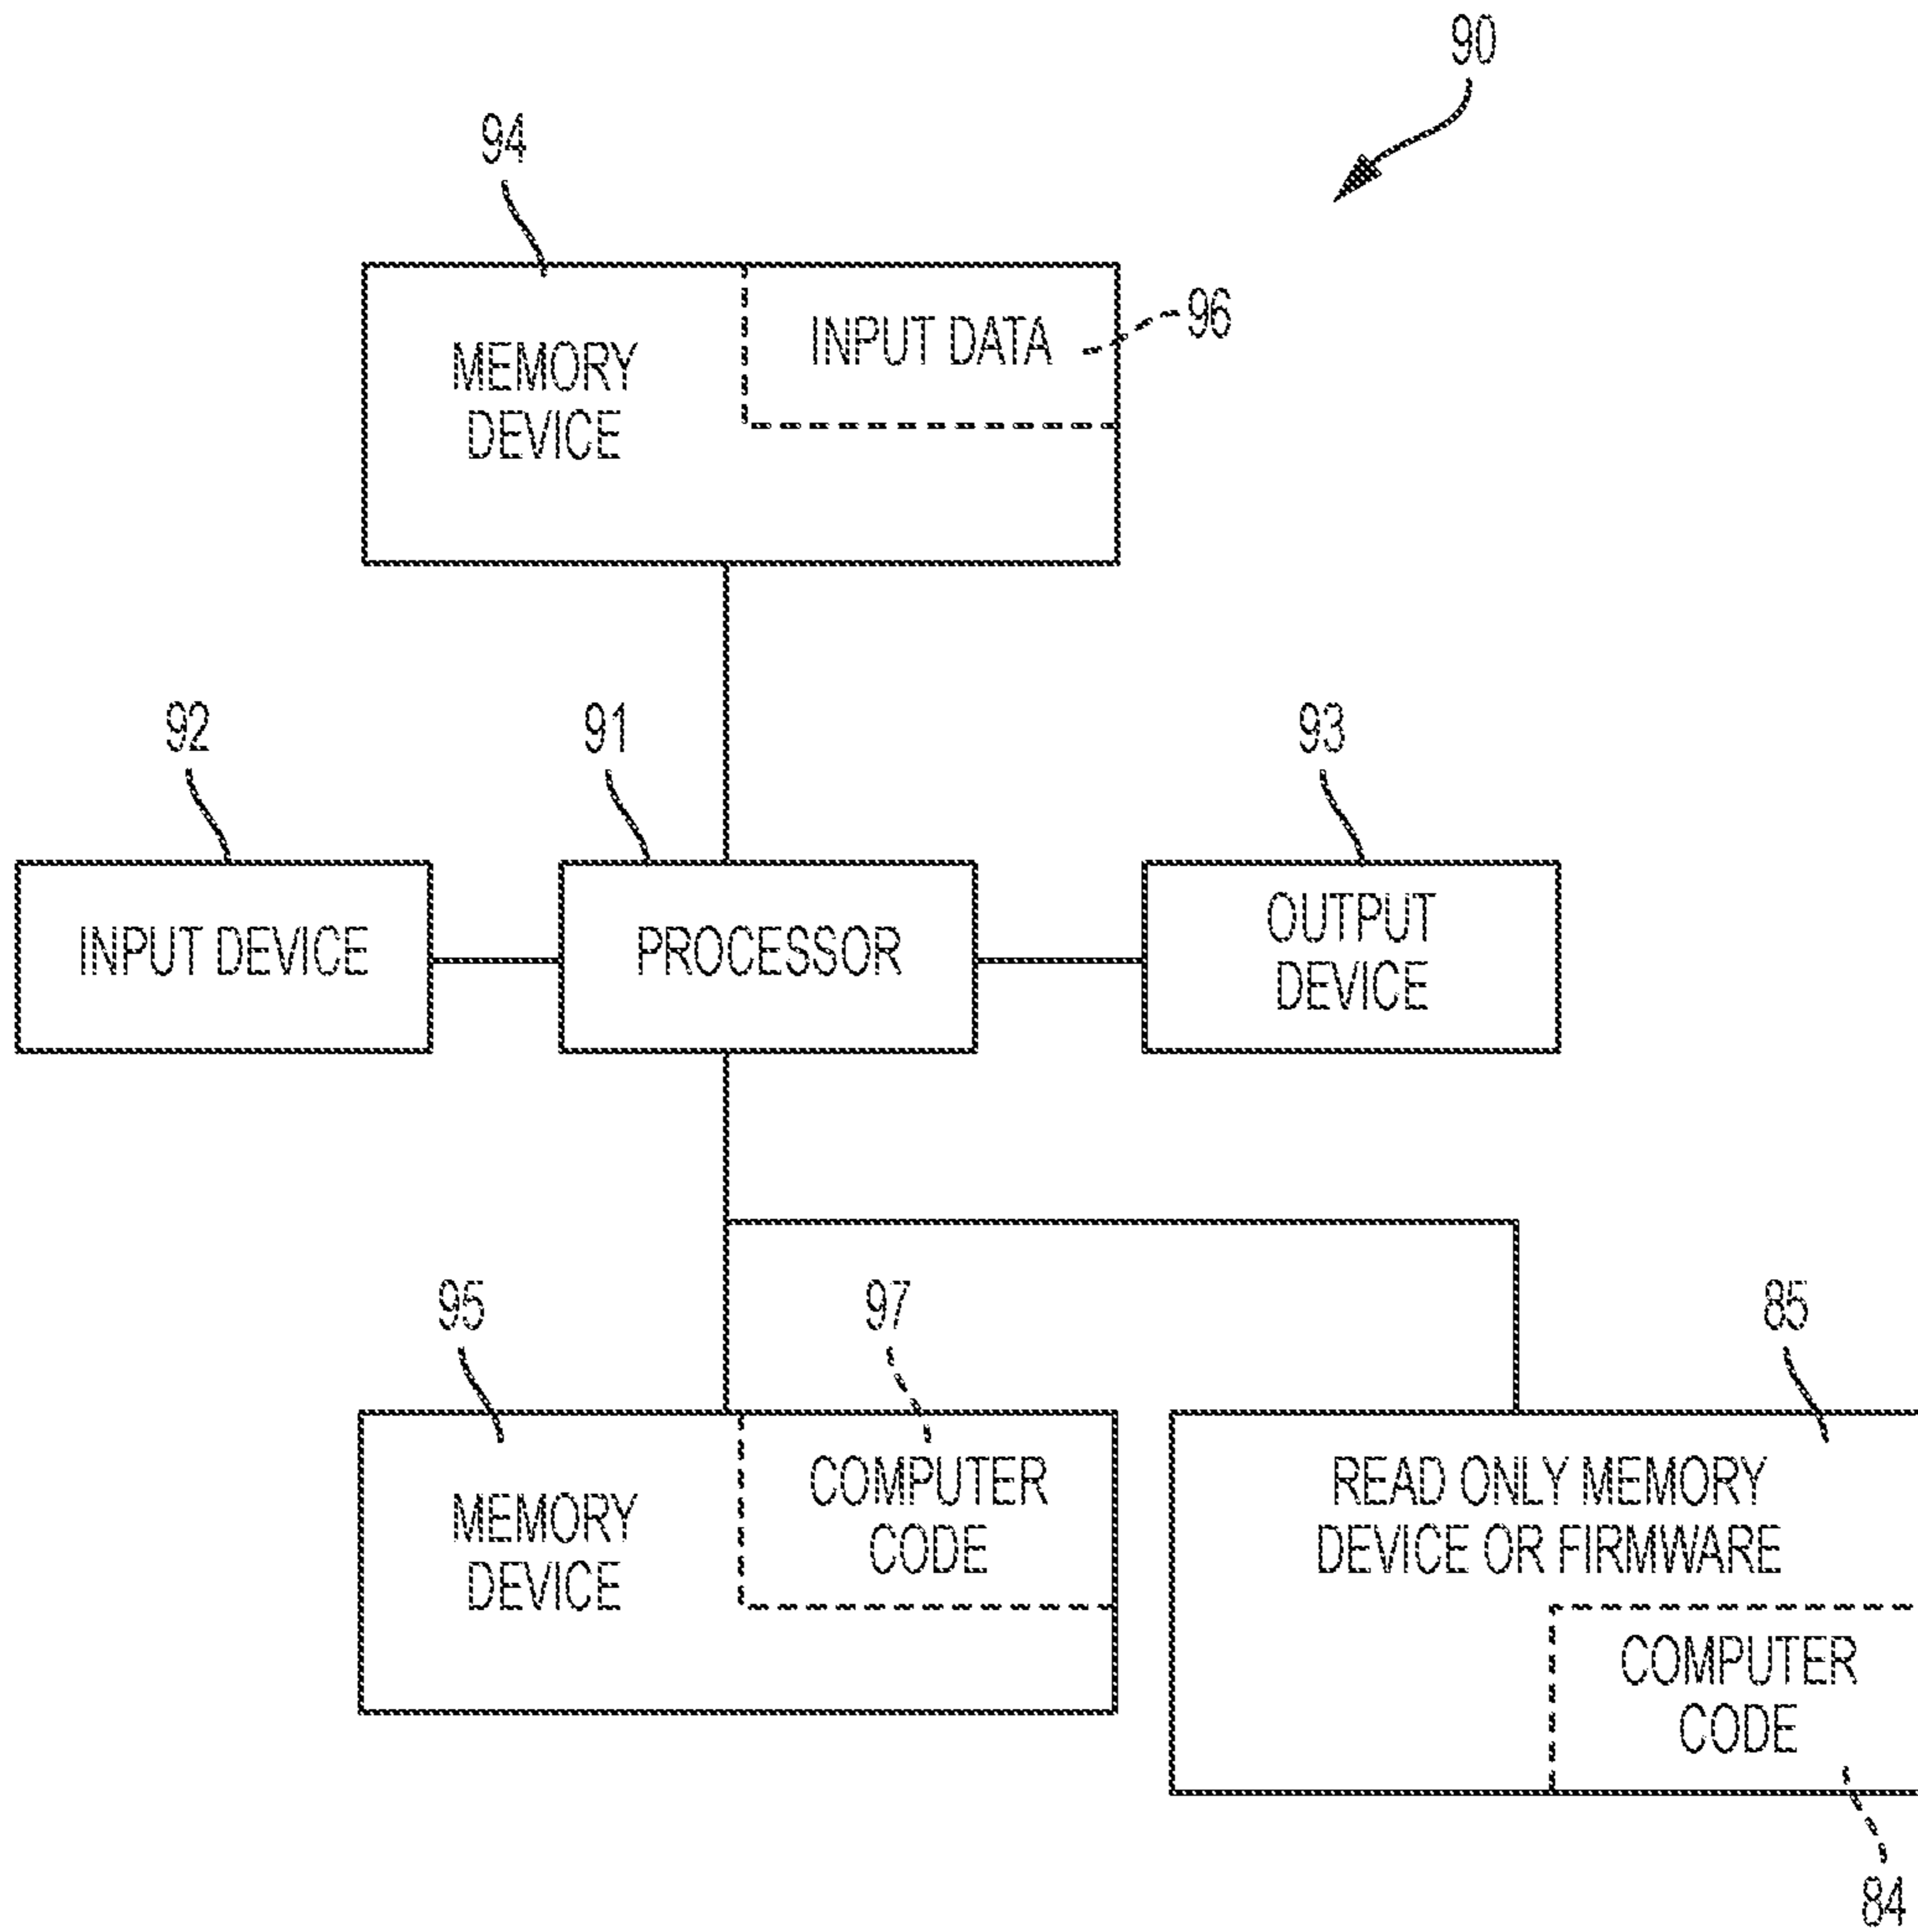 90
94
MEMORY
DEVICE
INPUT DATA
96
92
91
93
INPUT DEVICE
PROCESSOR
OUTPUT
DEVICE
95
97
85
MEMORY
DEVICE
COMPUTER
CODE
READ ONLY MEMORY
DEVICE OR FIRMWARE
COMPUTER
CODE
84